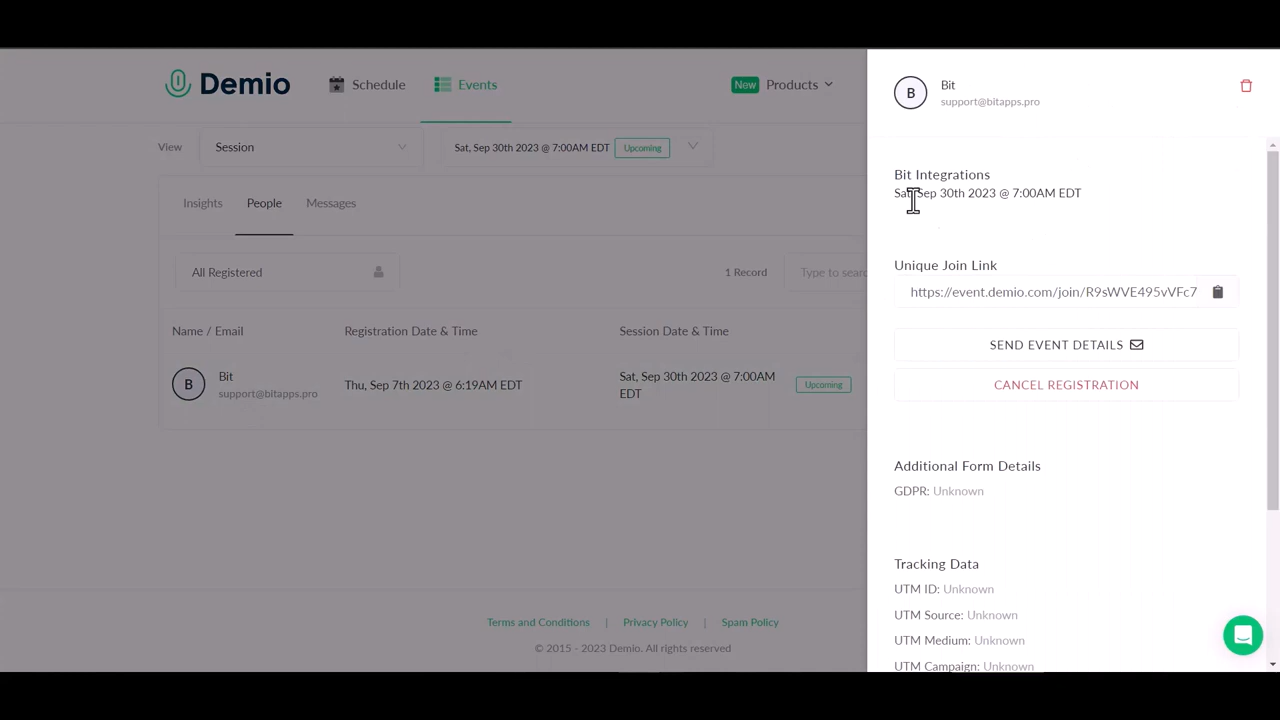 Demio
Schedule
Events
New
Products
View
Session
Sat, Sep 30th 2023 @ 7:00AM EDT
Upcoming
Insights
People
Messages
All Registered
1 Record
Type to searc
Name / Email
Registration Date & Time
Session Date & Time
B
Bit
support@bitapps.pro
Thu, Sep 7th 2023 @ 6:19AM EDT
Sat, Sep 30th 2023 @ 7:00AM
EDT
Upcoming
Terms and Conditions | Privacy Policy | Spam Policy
© 2015 - 2023 Demio. All rights reserved
B
Bit
support@bitapps.pro
Bit Integrations
Sat, Sep 30th 2023 @ 7:00AM EDT
Unique Join Link
https://event.demio.com/join/R9sWVE495vVFc7
SEND EVENT DETAILS
CANCEL REGISTRATION
Additional Form Details
GDPR: Unknown
Tracking Data
UTM ID: Unknown
UTM Source: Unknown
UTM Medium: Unknown
UTM Campaign: Unknown